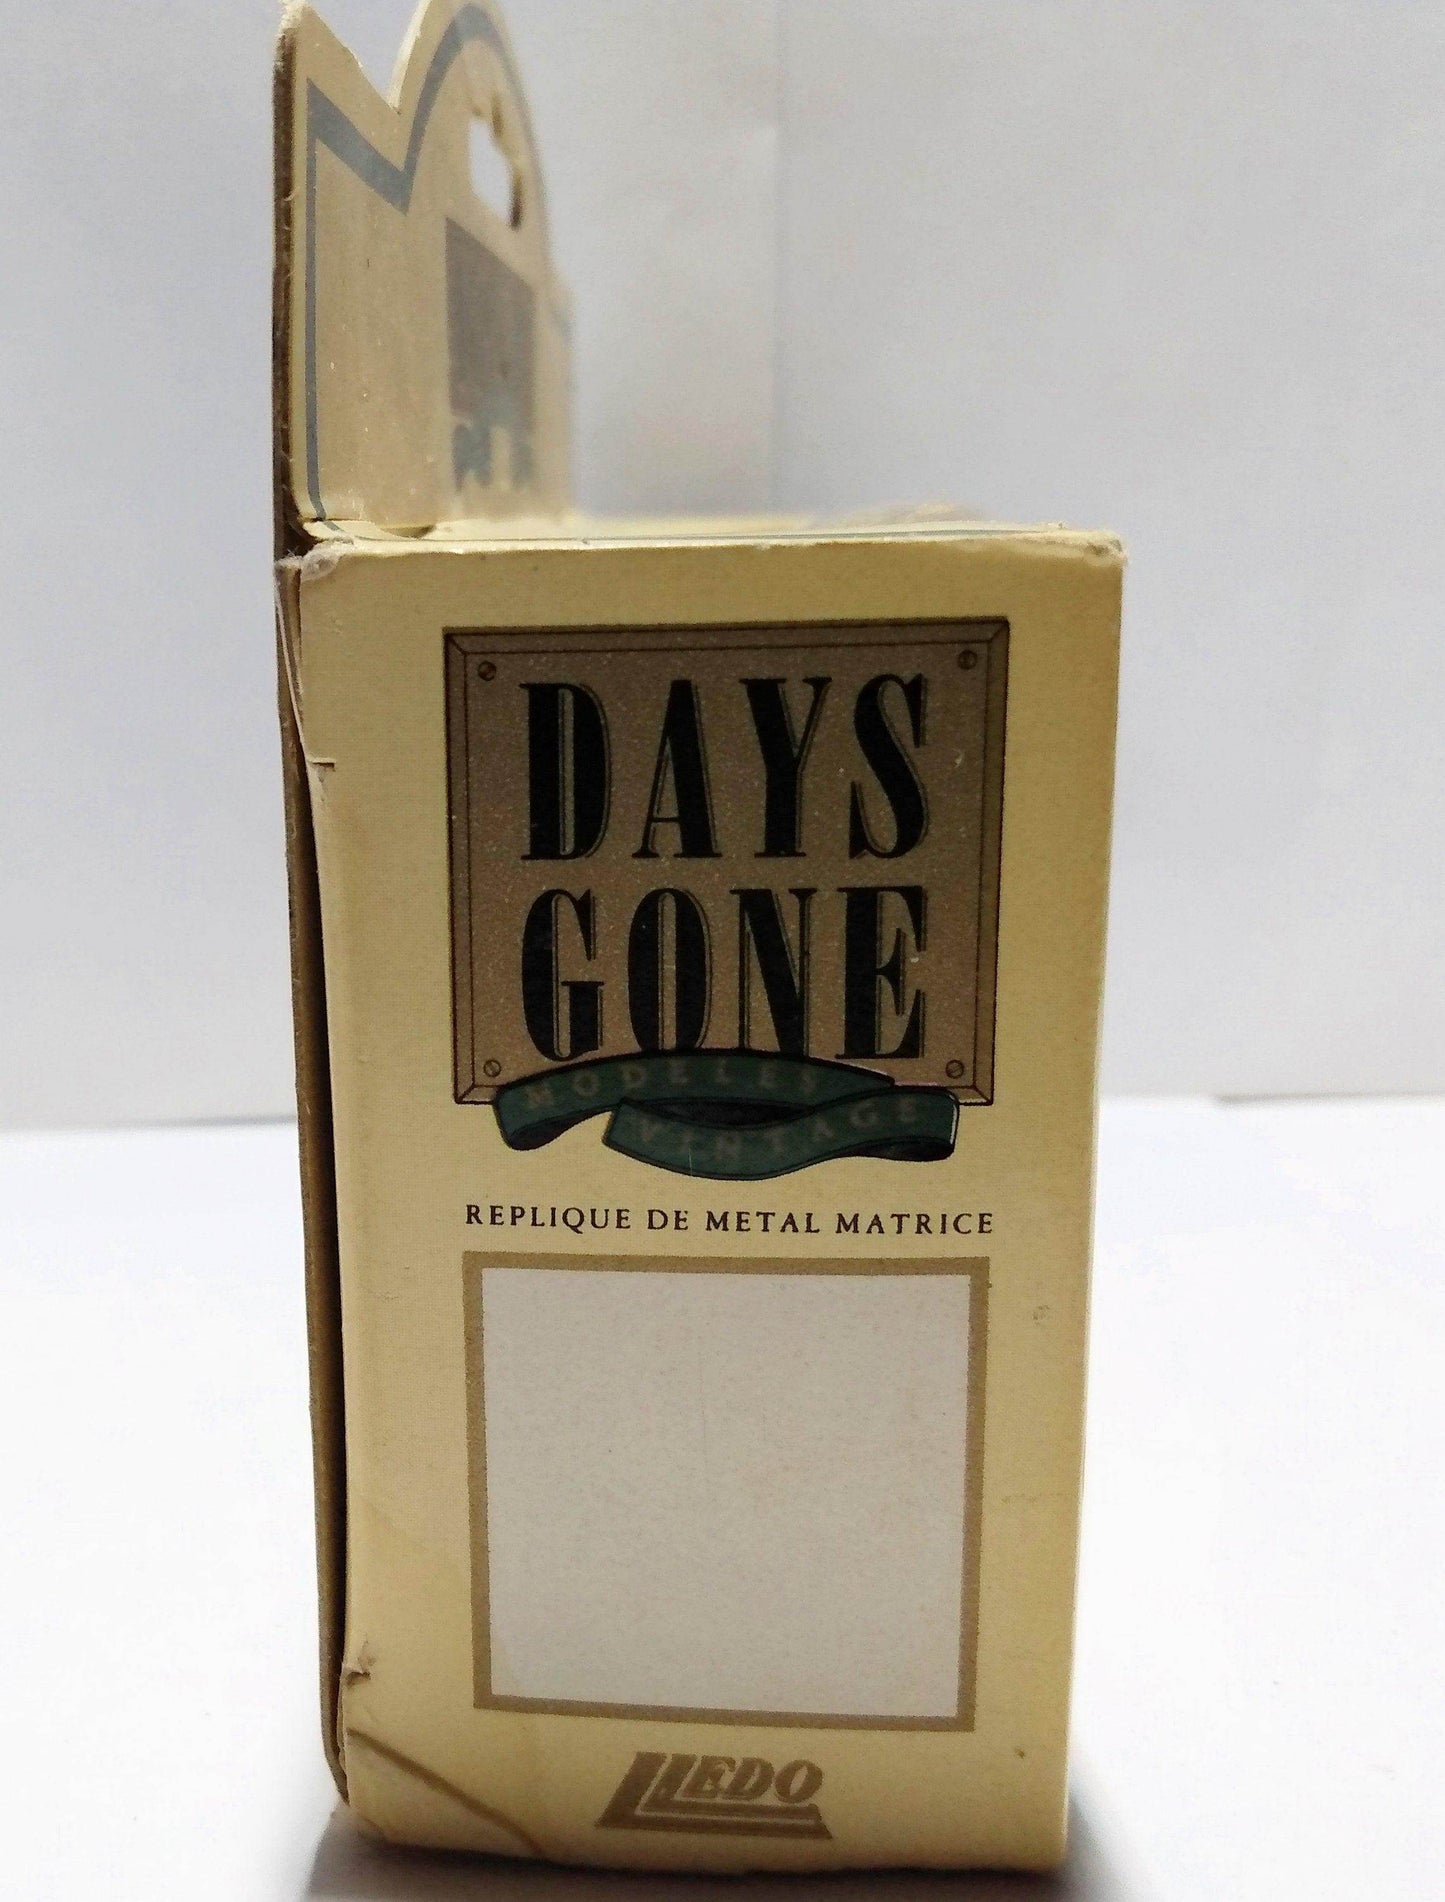 DAYS
GONE
MODELES
VINTAGE
REPLIQUE DE METAL MATRICE
LLEDO